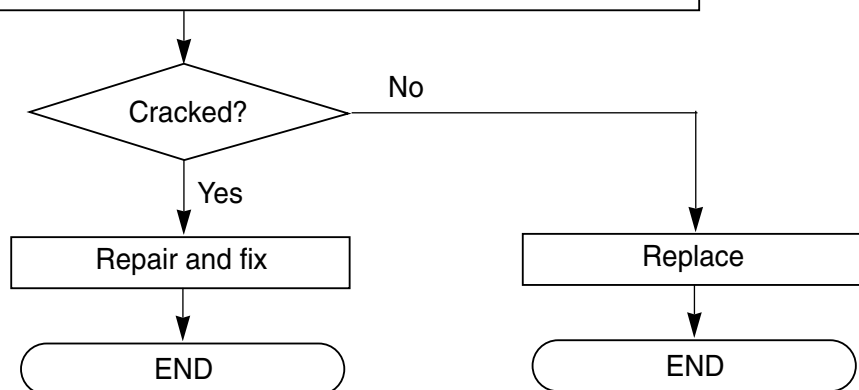 No
Cracked?
Yes
Repair and fix
Replace
END
END